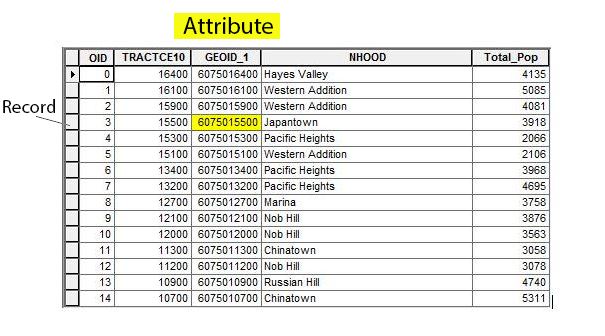 Attribute
OID TRACTCE10 GEOID_1 NHOOD Total_Pop
0 16400 6075016400 Hayes Valley 4135
1 16100 6075016100 Western Addition 5085
2 15900 6075015900 Western Addition 4081
Record
3 15500 6075015500 Japantown 3918
4 15300 6075015300 Pacific Heights 2066
5 15100 6075015100 Western Addition 2106
6 13400 6075013400 Pacific Heights 3968
7 13200 6075013200 Pacific Heights 4695
8 12700 6075012700 Marina 3758
9 12100 6075012100 Nob Hill 3876
10 12000 6075012000 Nob Hill 3563
11 11300 6075011300 Chinatown 3058
12 11200 6075011200 Nob Hill 3078
13 10900 6075010900 Russian Hill 4740
14 10700 6075010700 Chinatown 5311